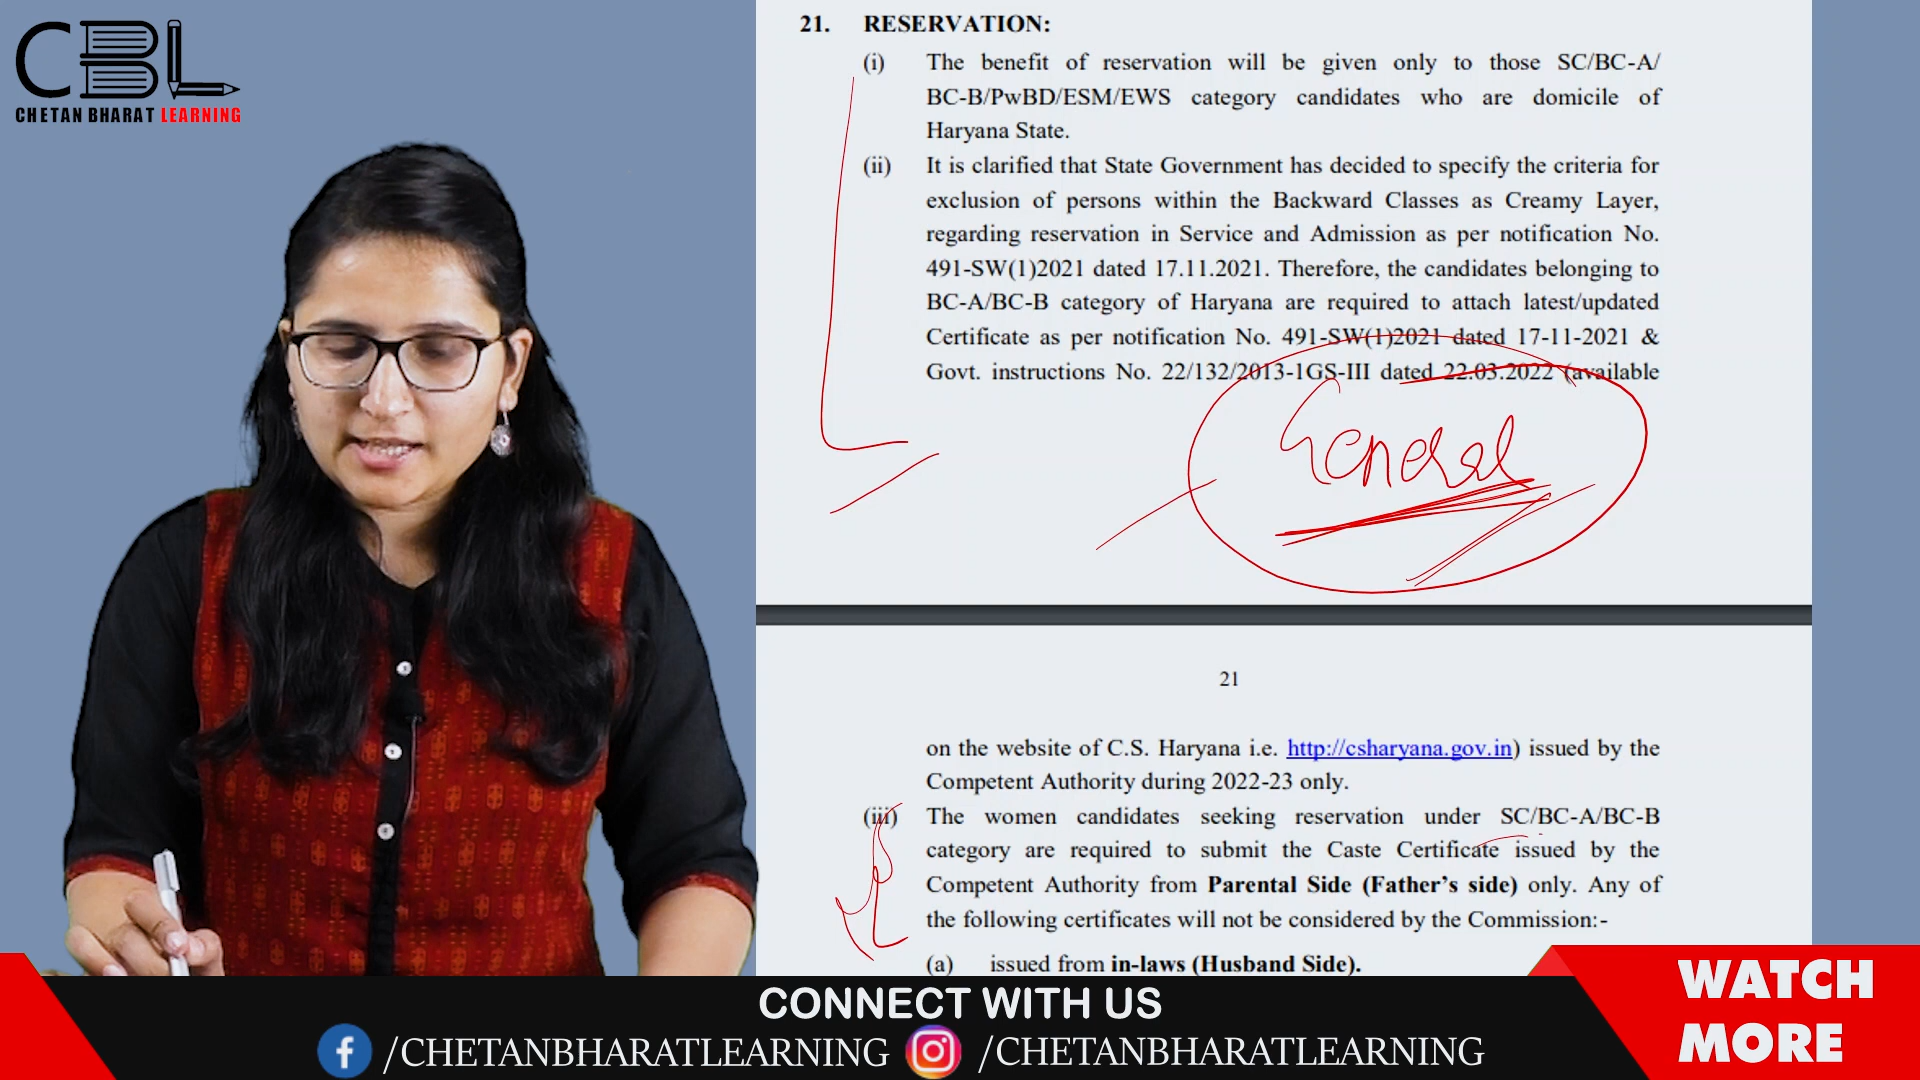 CBL
CHETAN BHARAT LEARNING
21. RESERVATION:
(i) The benefit of reservation will be given only to those SC/BC-A/
BC-B/PwBD/ESM/EWS category candidates who are domicile of
Haryana State.
(ii) It is clarified that State Government has decided to specify the criteria for
exclusion of persons within the Backward Classes as Creamy Layer,
regarding reservation in Service and Admission as per notification No.
491-SW(1)2021 dated 17.11.2021. Therefore, the candidates belonging to
BC-A/BC-B category of Haryana are required to attach latest/updated
Certificate as per notification No. 491-SW(1)2021 dated 17-11-2021 &
Govt. instructions No. 22/132/2013-1GS-III dated 22.03.2022 (available
General
21
on the website of C.S. Haryana i.e. http://csharyana.gov.in) issued by the
Competent Authority during 2022-23 only.
(iii) The women candidates seeking reservation under SC/BC-A/BC-B
category are required to submit the Caste Certificate issued by the
Competent Authority from Parental Side (Father's side) only. Any of
the following certificates will not be considered by the Commission:-
(a) issued from in-laws (Husband Side).
CONNECT WITH US
/CHETANBHARATLEARNING /CHETANBHARATLEARNING
WATCH
MORE